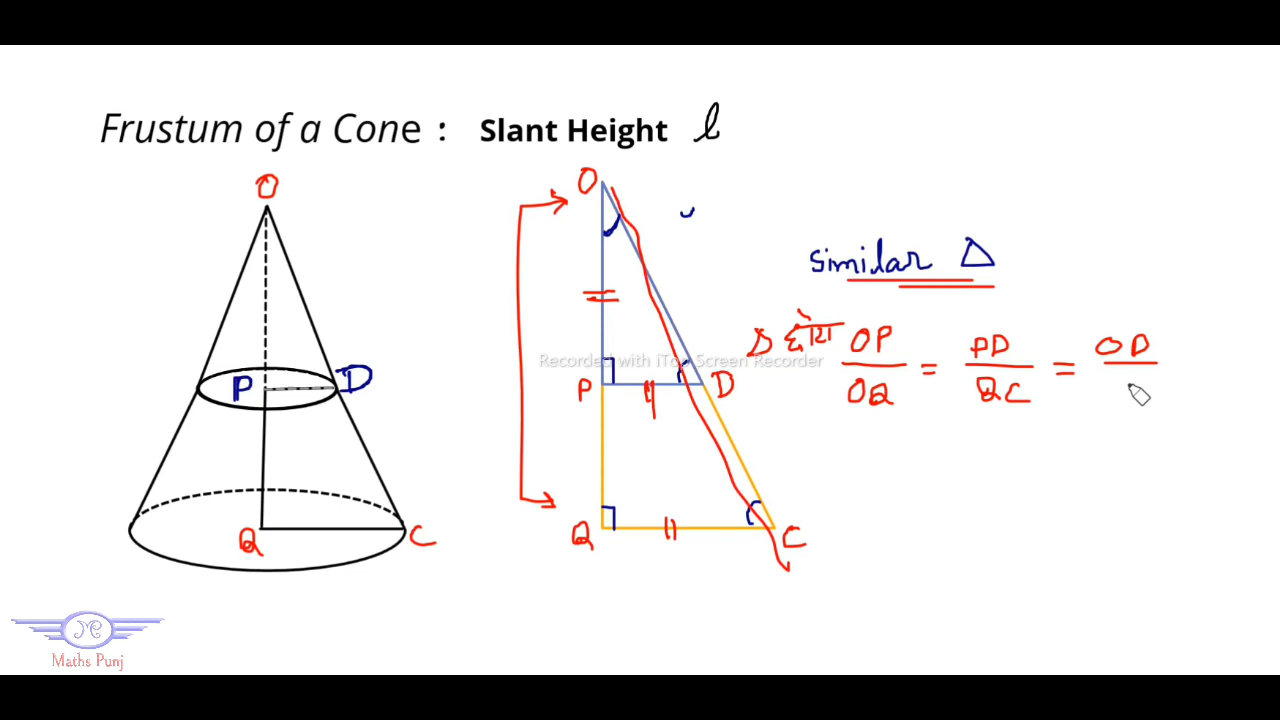 Frustum of a Cone : Slant Height l
O
P D
Q C
O
P D
Q C
Similar Δ
OP / OQ = PD / QC = OD /
Recorded with iTop Screen Recorder
Maths Punj